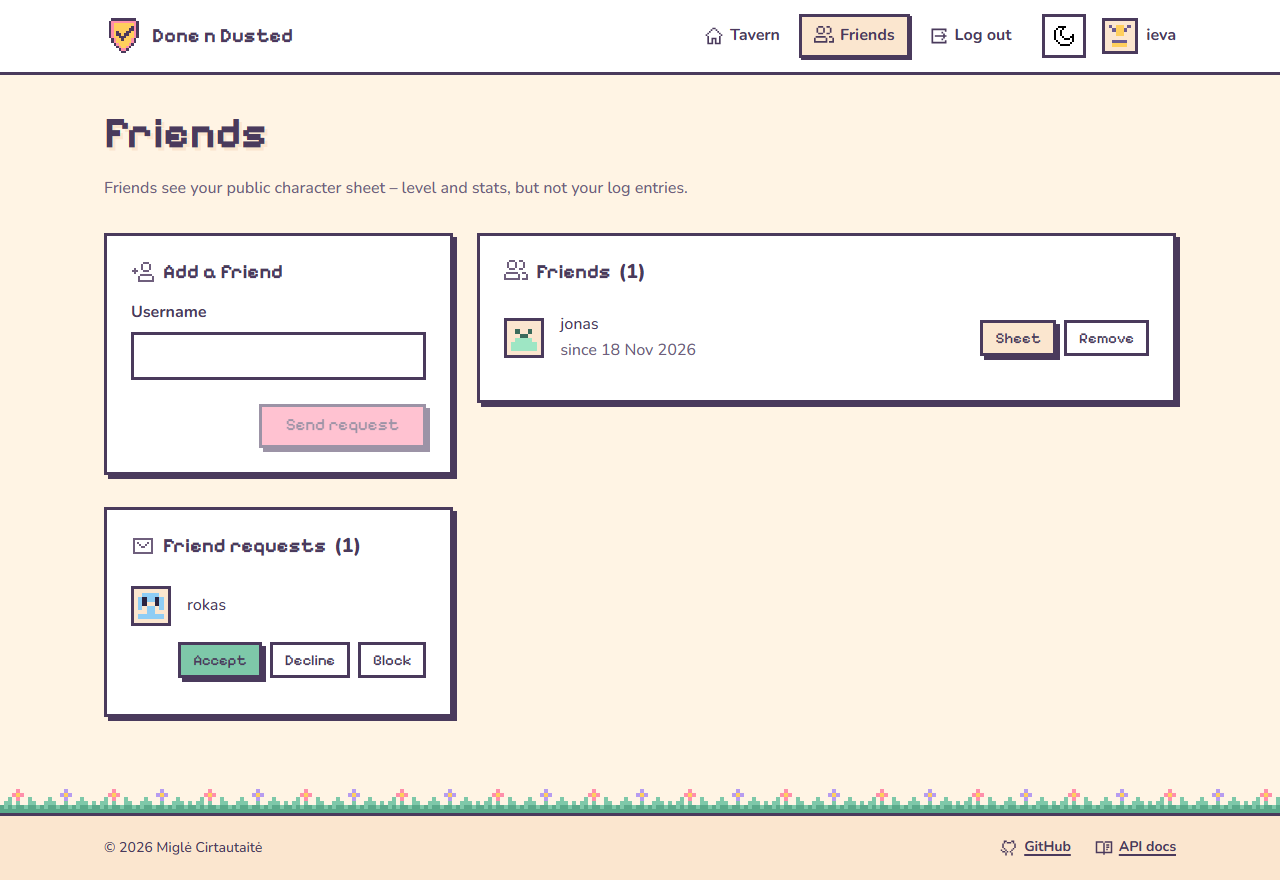 Done n Dusted
Tavern
Friends
Log out
ieva
Friends
Friends see your public character sheet – level and stats, but not your log entries.
Add a friend
Username
Send request
Friends (1)
jonas
since 18 Nov 2026
Sheet
Remove
Friend requests (1)
rokas
Accept
Decline
Block
© 2026 Miglė Cirtautaitė
GitHub
API docs